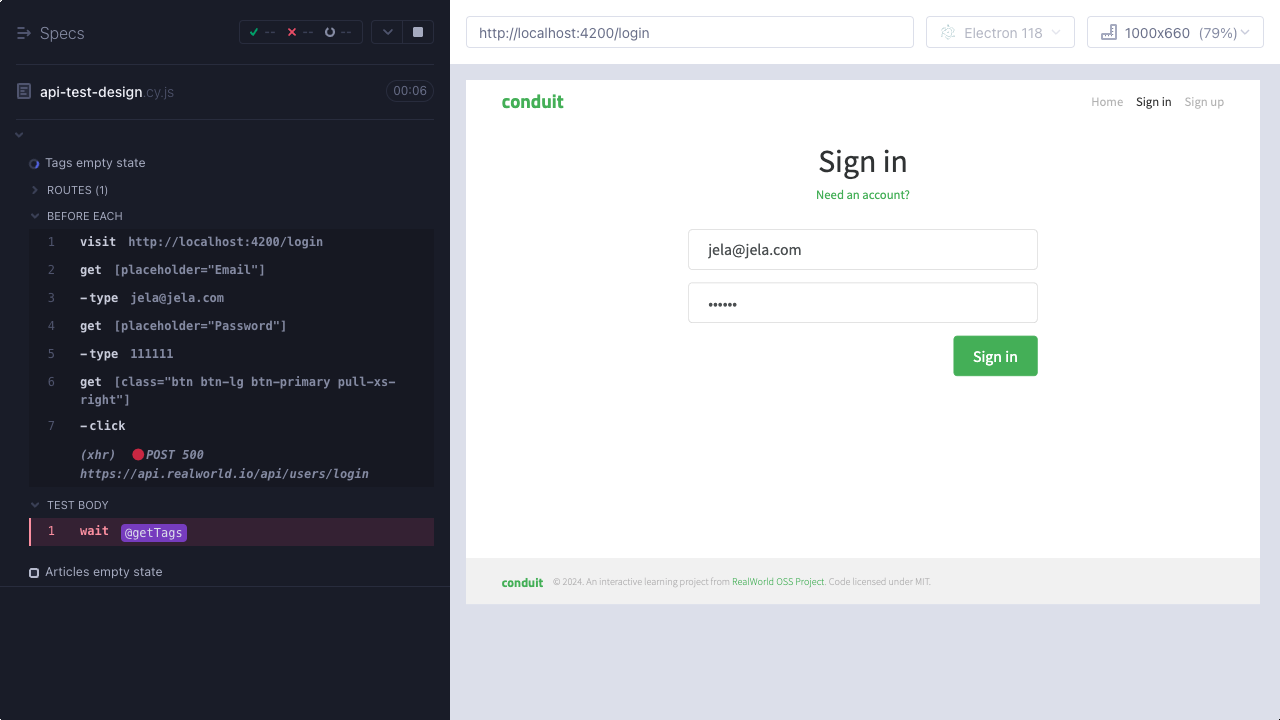 Specs
-- -- --
http://localhost:4200/login
Electron 118
1000x660 (79%)
api-test-design.cy.js
00:06
Tags empty state
ROUTES (1)
BEFORE EACH
1 visit http://localhost:4200/login
2 get [placeholder="Email"]
3 -type jela@jela.com
4 get [placeholder="Password"]
5 -type 111111
6 get [class="btn btn-lg btn-primary pull-xs-
right"]
7 -click
(xhr) POST 500
https://api.realworld.io/api/users/login
TEST BODY
1 wait @getTags
Articles empty state
conduit
Home Sign in Sign up
Sign in
Need an account?
jela@jela.com
••••••
Sign in
conduit © 2024. An interactive learning project from RealWorld OSS Project. Code licensed under MIT.